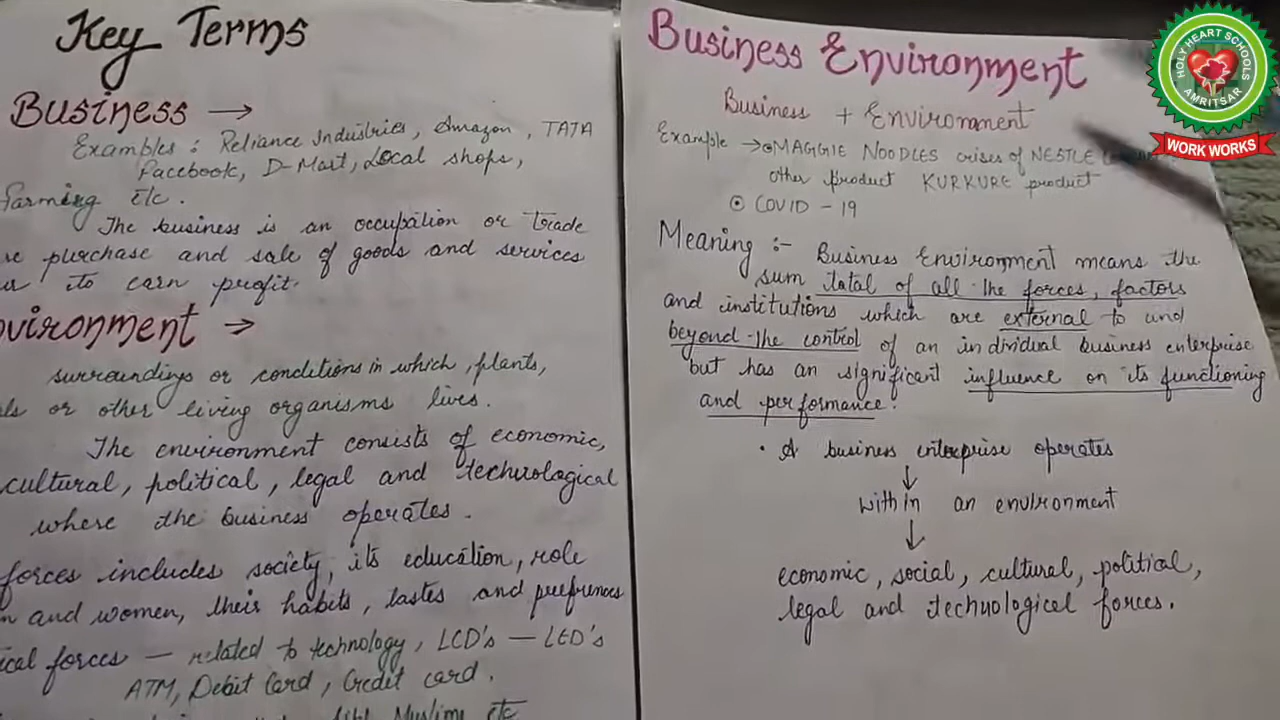 Key Terms
Business →
Examples : Reliance Industries, Amazon, TATA
Facebook, D-Mart, Local shops,
farming etc.
The business is an occupation or trade
purchase and sale of goods and services
to earn profit.
vironment →
surroundings or conditions in which, plants,
or other living organisms lives.
The environment consists of economic,
cultural, political, legal and technological
where the business operates.
forces includes society, its education, role
and women, their habits, tastes and prefrences
ical forces — related to technology, LCD's — LED's
ATM, Debit Card, Credit card.
Muslims etc
Business Environment
Business + Environment
Example → ⊙ MAGGIE NOODLES crises of NESTLE
other product KURKURE product
⊙ COVID - 19
Meaning :- Business Environment means the
sum total of all the forces, factors
and institutions which are external to and
beyond the control of an individual business enterprise
but has an significant influence on its functioning
and performance.
• A business enterprise operates
↓
within an environment
↓
economic, social, cultural, political,
legal and technological forces.
HOLY HEART SCHOOLS
AMRITSAR
WORK WORKS